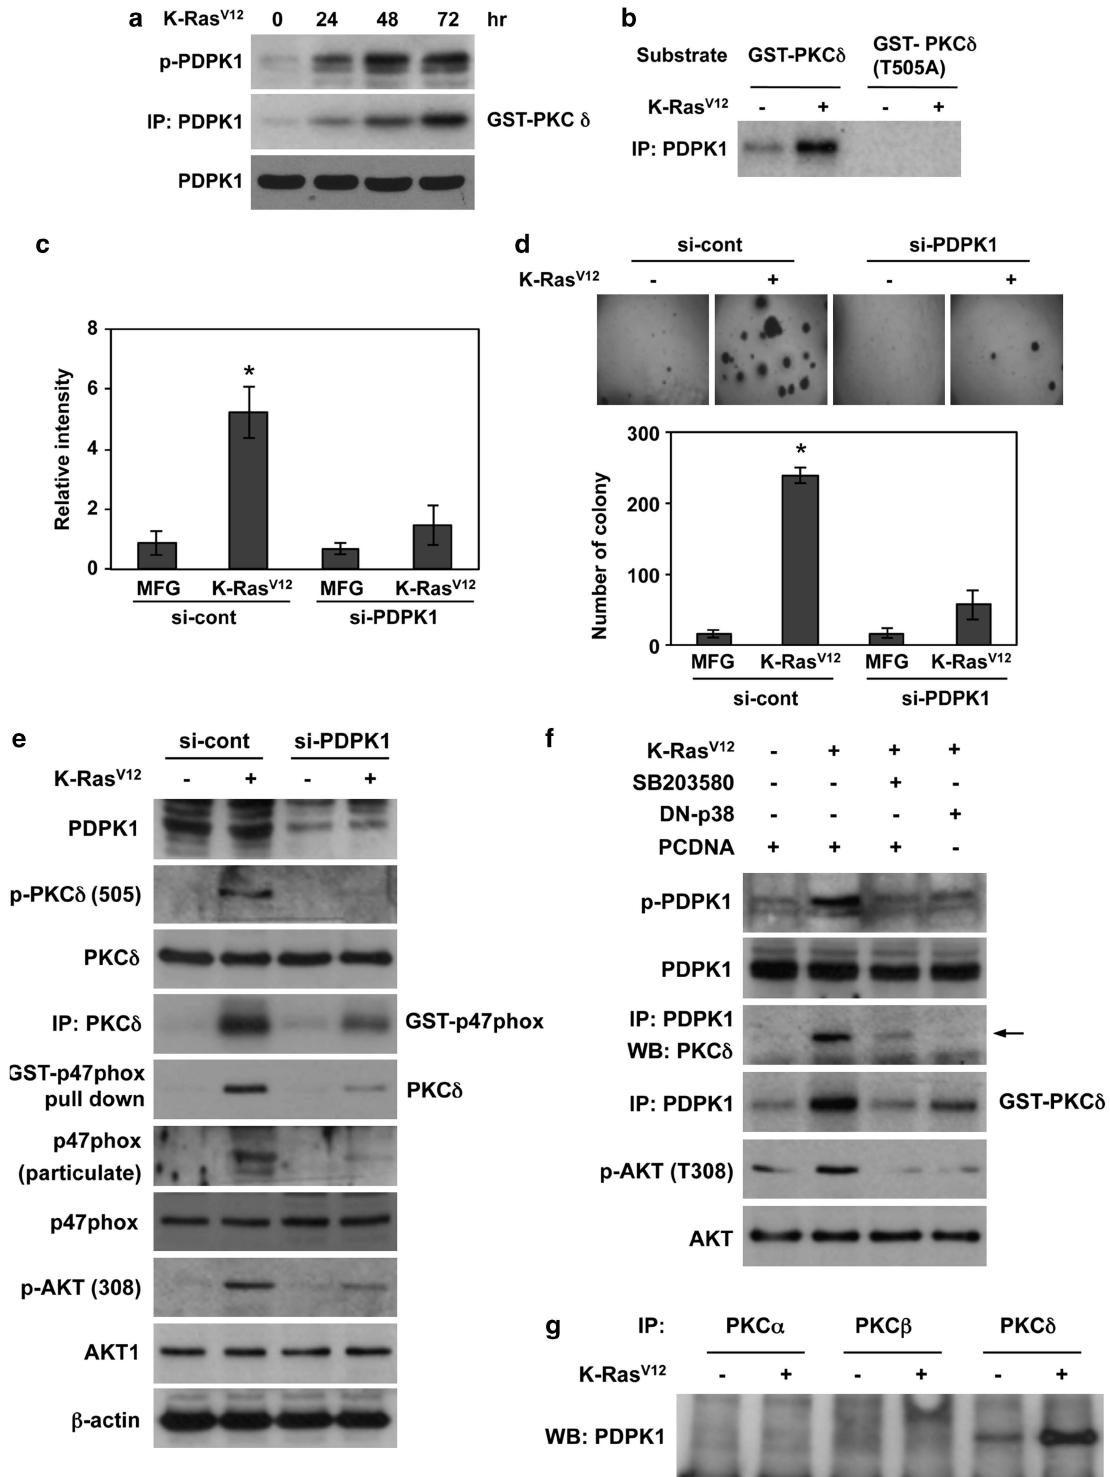 a
K-Ras^V12 0 24 48 72 hr
p-PDPK1
IP: PDPK1 GST-PKC δ
PDPK1
b
Substrate GST-PKCδ GST- PKCδ
(T505A)
K-Ras^V12 - + - +
IP: PDPK1
c
8
6
4
2
0
Relative intensity
*
MFG K-Ras^V12 MFG K-Ras^V12
si-cont si-PDPK1
d
si-cont si-PDPK1
K-Ras^V12 - + - +
300
200
100
0
Number of colony
*
MFG K-Ras^V12 MFG K-Ras^V12
si-cont si-PDPK1
e
si-cont si-PDPK1
K-Ras^V12 - + - +
PDPK1
p-PKCδ (505)
PKCδ
IP: PKCδ GST-p47phox
GST-p47phox
pull down PKCδ
p47phox
(particulate)
p47phox
p-AKT (308)
AKT1
β-actin
f
K-Ras^V12 - + + +
SB203580 - - + -
DN-p38 - - - +
PCDNA + + + -
p-PDPK1
PDPK1
IP: PDPK1
WB: PKCδ
IP: PDPK1 GST-PKCδ
p-AKT (T308)
AKT
g
IP: PKCα PKCβ PKCδ
K-Ras^V12 - + - + - +
WB: PDPK1